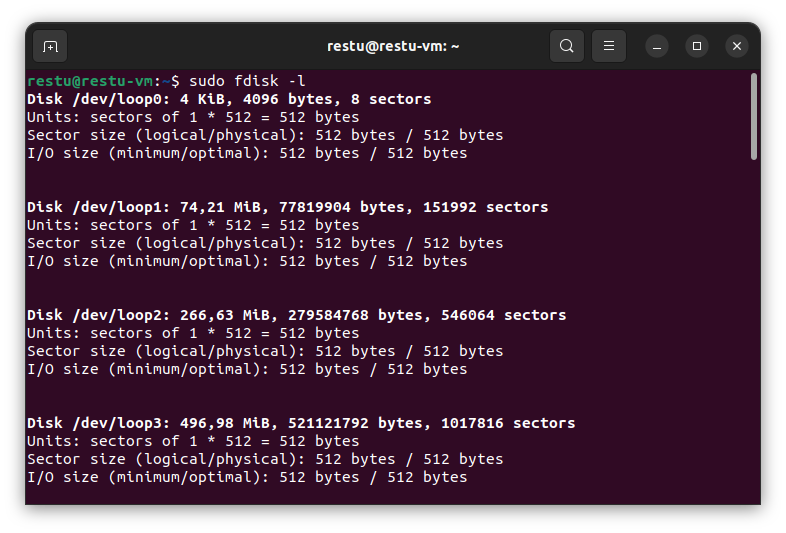 restu@restu-vm: ~
restu@restu-vm:~$ sudo fdisk -l
Disk /dev/loop0: 4 KiB, 4096 bytes, 8 sectors
Units: sectors of 1 * 512 = 512 bytes
Sector size (logical/physical): 512 bytes / 512 bytes
I/O size (minimum/optimal): 512 bytes / 512 bytes
Disk /dev/loop1: 74,21 MiB, 77819904 bytes, 151992 sectors
Units: sectors of 1 * 512 = 512 bytes
Sector size (logical/physical): 512 bytes / 512 bytes
I/O size (minimum/optimal): 512 bytes / 512 bytes
Disk /dev/loop2: 266,63 MiB, 279584768 bytes, 546064 sectors
Units: sectors of 1 * 512 = 512 bytes
Sector size (logical/physical): 512 bytes / 512 bytes
I/O size (minimum/optimal): 512 bytes / 512 bytes
Disk /dev/loop3: 496,98 MiB, 521121792 bytes, 1017816 sectors
Units: sectors of 1 * 512 = 512 bytes
Sector size (logical/physical): 512 bytes / 512 bytes
I/O size (minimum/optimal): 512 bytes / 512 bytes